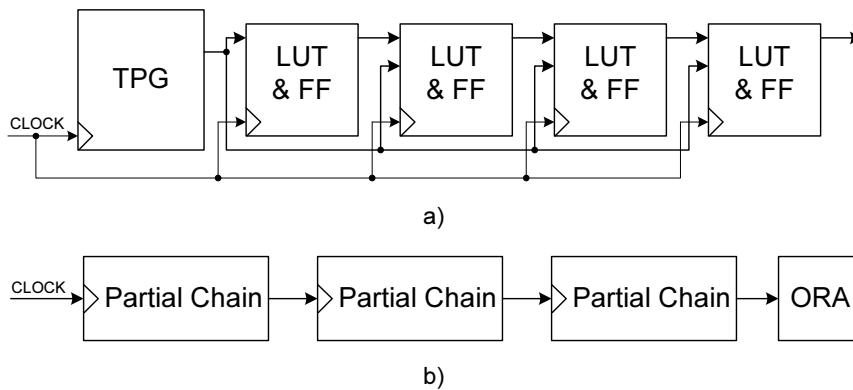 TPG
LUT
& FF
LUT
& FF
LUT
& FF
LUT
& FF
CLOCK
a)
CLOCK
Partial Chain
Partial Chain
Partial Chain
ORA
b)